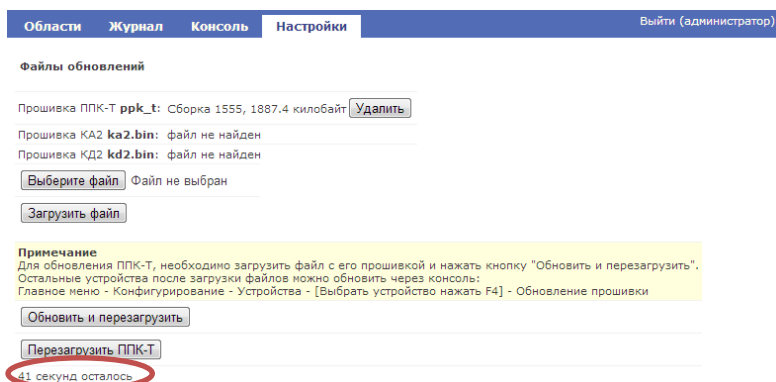 Области Журнал Консоль Настройки Выйти (администратор)
Файлы обновлений
Прошивка ППК-Т ppk_t: Сборка 1555, 1887.4 килобайт Удалить
Прошивка КА2 ka2.bin: файл не найден
Прошивка КД2 kd2.bin: файл не найден
Выберите файл Файл не выбран
Загрузить файл
Примечание
Для обновления ППК-Т, необходимо загрузить файл с его прошивкой и нажать кнопку "Обновить и перезагрузить".
Остальные устройства после загрузки файлов можно обновить через консоль:
Главное меню - Конфигурирование - Устройства - [Выбрать устройство нажать F4] - Обновление прошивки
Обновить и перезагрузить
Перезагрузить ППК-Т
41 секунд осталось